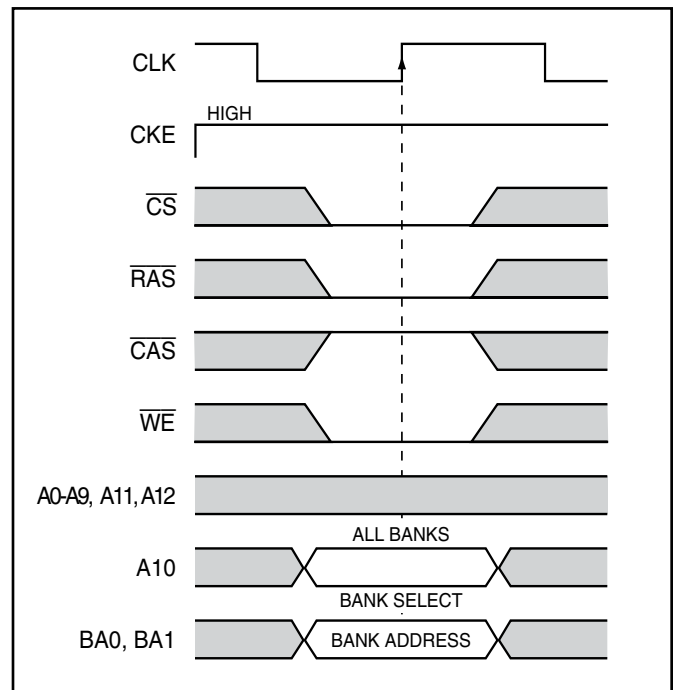 CLK
HIGH
CKE
CS
RAS
CAS
WE
A0-A9, A11, A12
ALL BANKS
A10
BANK SELECT
BA0, BA1
BANK ADDRESS